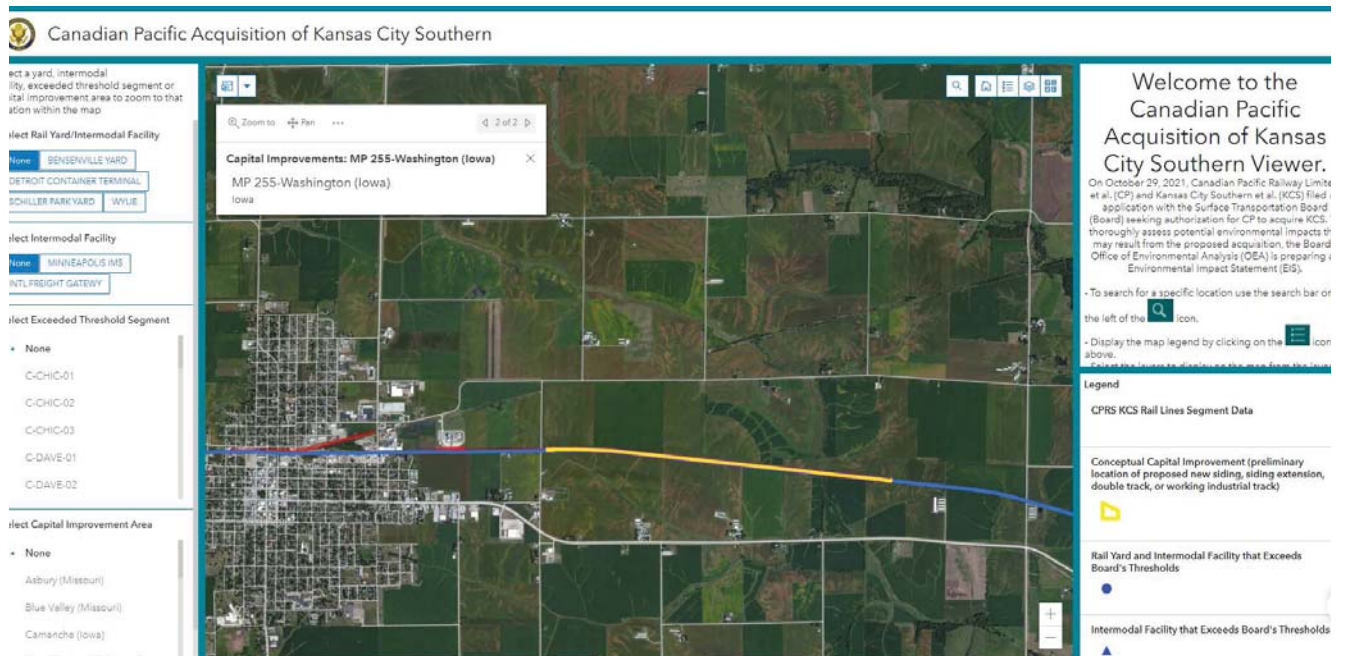 Canadian Pacific Acquisition of Kansas City Southern
ect a yard, intermodal
ility, exceeded threshold segment or
ital improvement area to zoom to that
ation within the map
elect Rail Yard/Intermodal Facility
None BENSENVILLE YARD
DETROIT CONTAINER TERMINAL
SCHILLER PARK YARD WYLIE
elect Intermodal Facility
None MINNEAPOLIS IMS
INTL FREIGHT GATEWY
elect Exceeded Threshold Segment
None
C-CHIC-01
C-CHIC-02
C-CHIC-03
C-DAVE-01
C-DAVE-02
elect Capital Improvement Area
None
Asbury (Missouri)
Blue Valley (Missouri)
Camanche (Iowa)
Zoom to Pan ... 2 of 2
Capital Improvements: MP 255-Washington (Iowa)
MP 255-Washington (Iowa)
Iowa
Welcome to the
Canadian Pacific
Acquisition of Kansas
City Southern Viewer.
On October 29, 2021, Canadian Pacific Railway Limite
et al. (CP) and Kansas City Southern et al. (KCS) filed
application with the Surface Transportation Board
(Board) seeking authorization for CP to acquire KCS.
thoroughly assess potential environmental impacts th
may result from the proposed acquisition, the Board
Office of Environmental Analysis (OEA) is preparing a
Environmental Impact Statement (EIS).
- To search for a specific location use the search bar on
the left of the icon.
- Display the map legend by clicking on the icon
above.
Legend
CPRS KCS Rail Lines Segment Data
Conceptual Capital Improvement (preliminary
location of proposed new siding, siding extension,
double track, or working industrial track)
Rail Yard and Intermodal Facility that Exceeds
Board's Thresholds
Intermodal Facility that Exceeds Board's Thresholds